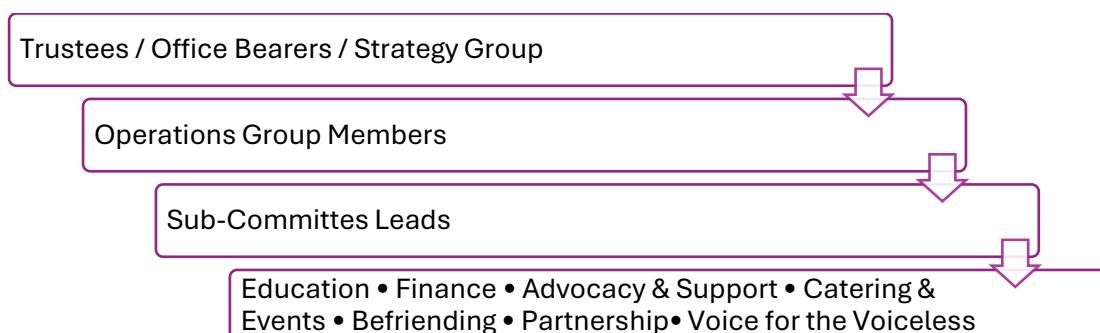 Trustees / Office Bearers / Strategy Group
Operations Group Members
Sub-Committes Leads
Education • Finance • Advocacy & Support • Catering &
Events • Befriending • Partnership• Voice for the Voiceless